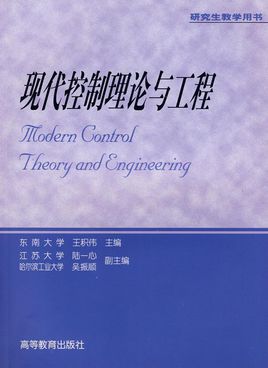 研究生教学用书
现代控制理论与工程
Modern Control
Theory and Engineering
东南大学 王积伟 主编
江苏大学 陆一心 副主编
哈尔滨工业大学 吴振顺
高等教育出版社